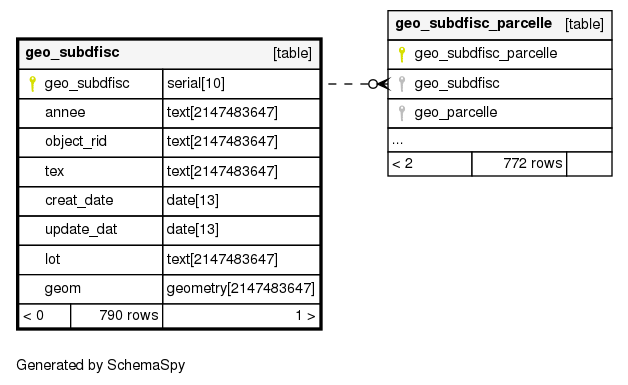 geo_subdfisc [table]
geo_subdfisc serial[10]
annee text[2147483647]
object_rid text[2147483647]
tex text[2147483647]
creat_date date[13]
update_dat date[13]
lot text[2147483647]
geom geometry[2147483647]
< 0 790 rows 1 >
geo_subdfisc_parcelle [table]
geo_subdfisc_parcelle
geo_subdfisc
geo_parcelle
...
< 2 772 rows
Generated by SchemaSpy